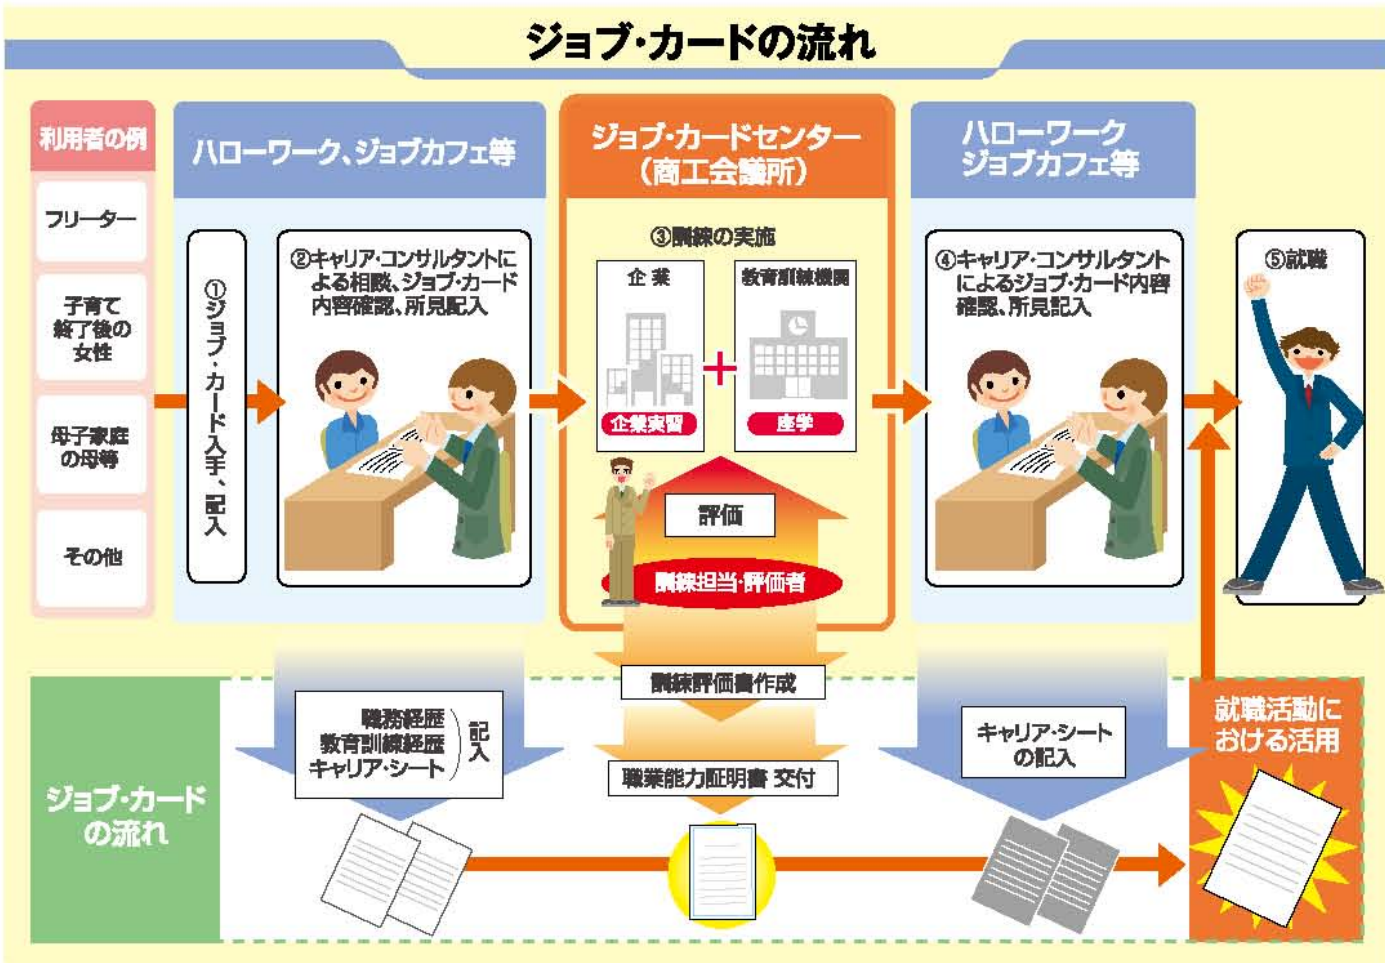 ジョブ・カードの流れ
利用者の例
フリーター
子育て
終了後の
女性
母子家庭
の母等
その他
ハローワーク、ジョブカフェ等
①ジョブ・カード入手、記入
②キャリア・コンサルタントに
よる相談、ジョブ・カード
内容確認、所見記入
ジョブ・カードセンター
（商工会議所）
③訓練の実施
企業
企業実習
教育訓練機関
座学
評価
訓練担当・評価者
ハローワーク
ジョブカフェ等
④キャリア・コンサルタント
によるジョブ・カード内容
確認、所見記入
⑤就職
ジョブ・カード
の流れ
職務経歴
教育訓練経歴
キャリア・シート
記入
訓練評価書作成
職業能力証明書 交付
キャリア・シート
の記入
就職活動に
おける活用